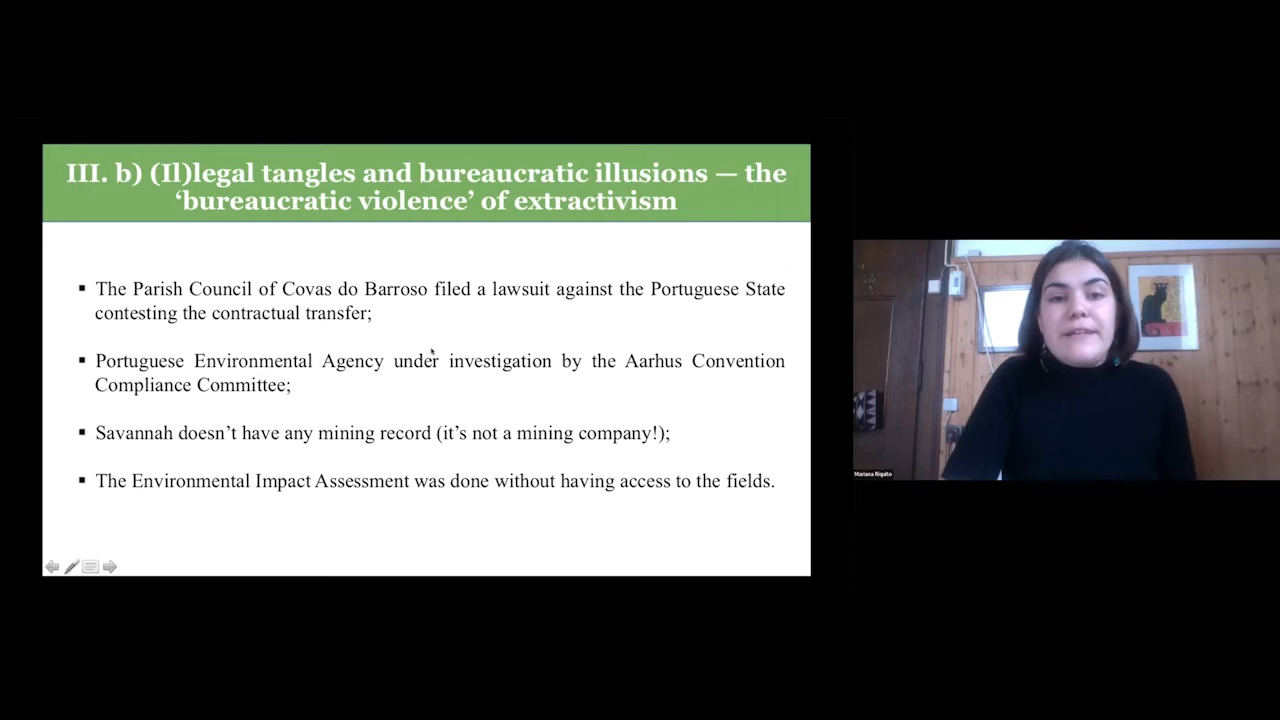 III. b) (Il)legal tangles and bureaucratic illusions — the
‘bureaucratic violence’ of extractivism
▪ The Parish Council of Covas do Barroso filed a lawsuit against the Portuguese State
contesting the contractual transfer;
▪ Portuguese Environmental Agency under investigation by the Aarhus Convention
Compliance Committee;
▪ Savannah doesn’t have any mining record (it’s not a mining company!);
▪ The Environmental Impact Assessment was done without having access to the fields.
Mariana Riquito